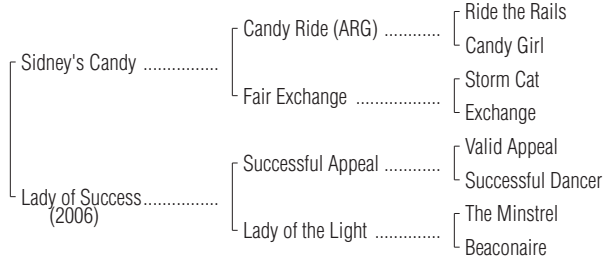 Ride the Rails
Candy Ride (ARG) ............
Candy Girl
Sidney's Candy ................
Storm Cat
Fair Exchange ..................
Exchange
Valid Appeal
Successful Appeal ............
Successful Dancer
Lady of Success................
(2006)
The Minstrel
Lady of the Light ..............
Beaconaire